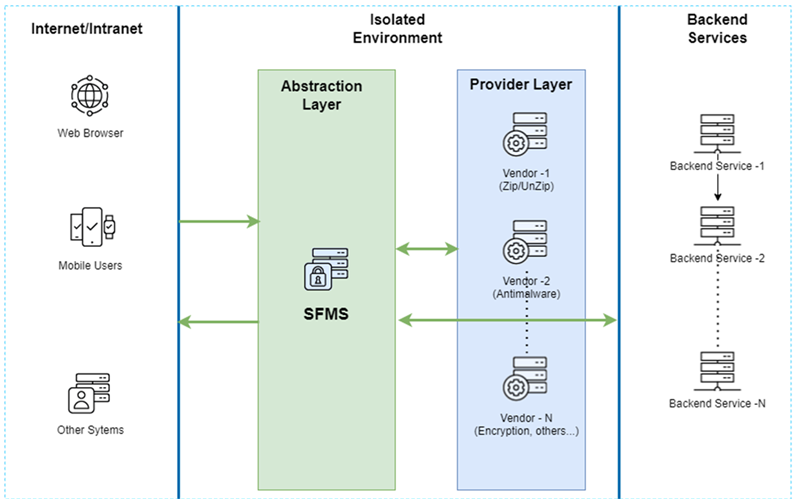 Internet/Intranet
Web Browser
Mobile Users
Other Sytems
Isolated
Environment
Abstraction
Layer
SFMS
Provider Layer
Vendor -1
(Zip/UnZip)
Vendor -2
(Antimalware)
Vendor - N
(Encryption, others...)
Backend
Services
Backend Service -1
Backend Service -2
Backend Service -N